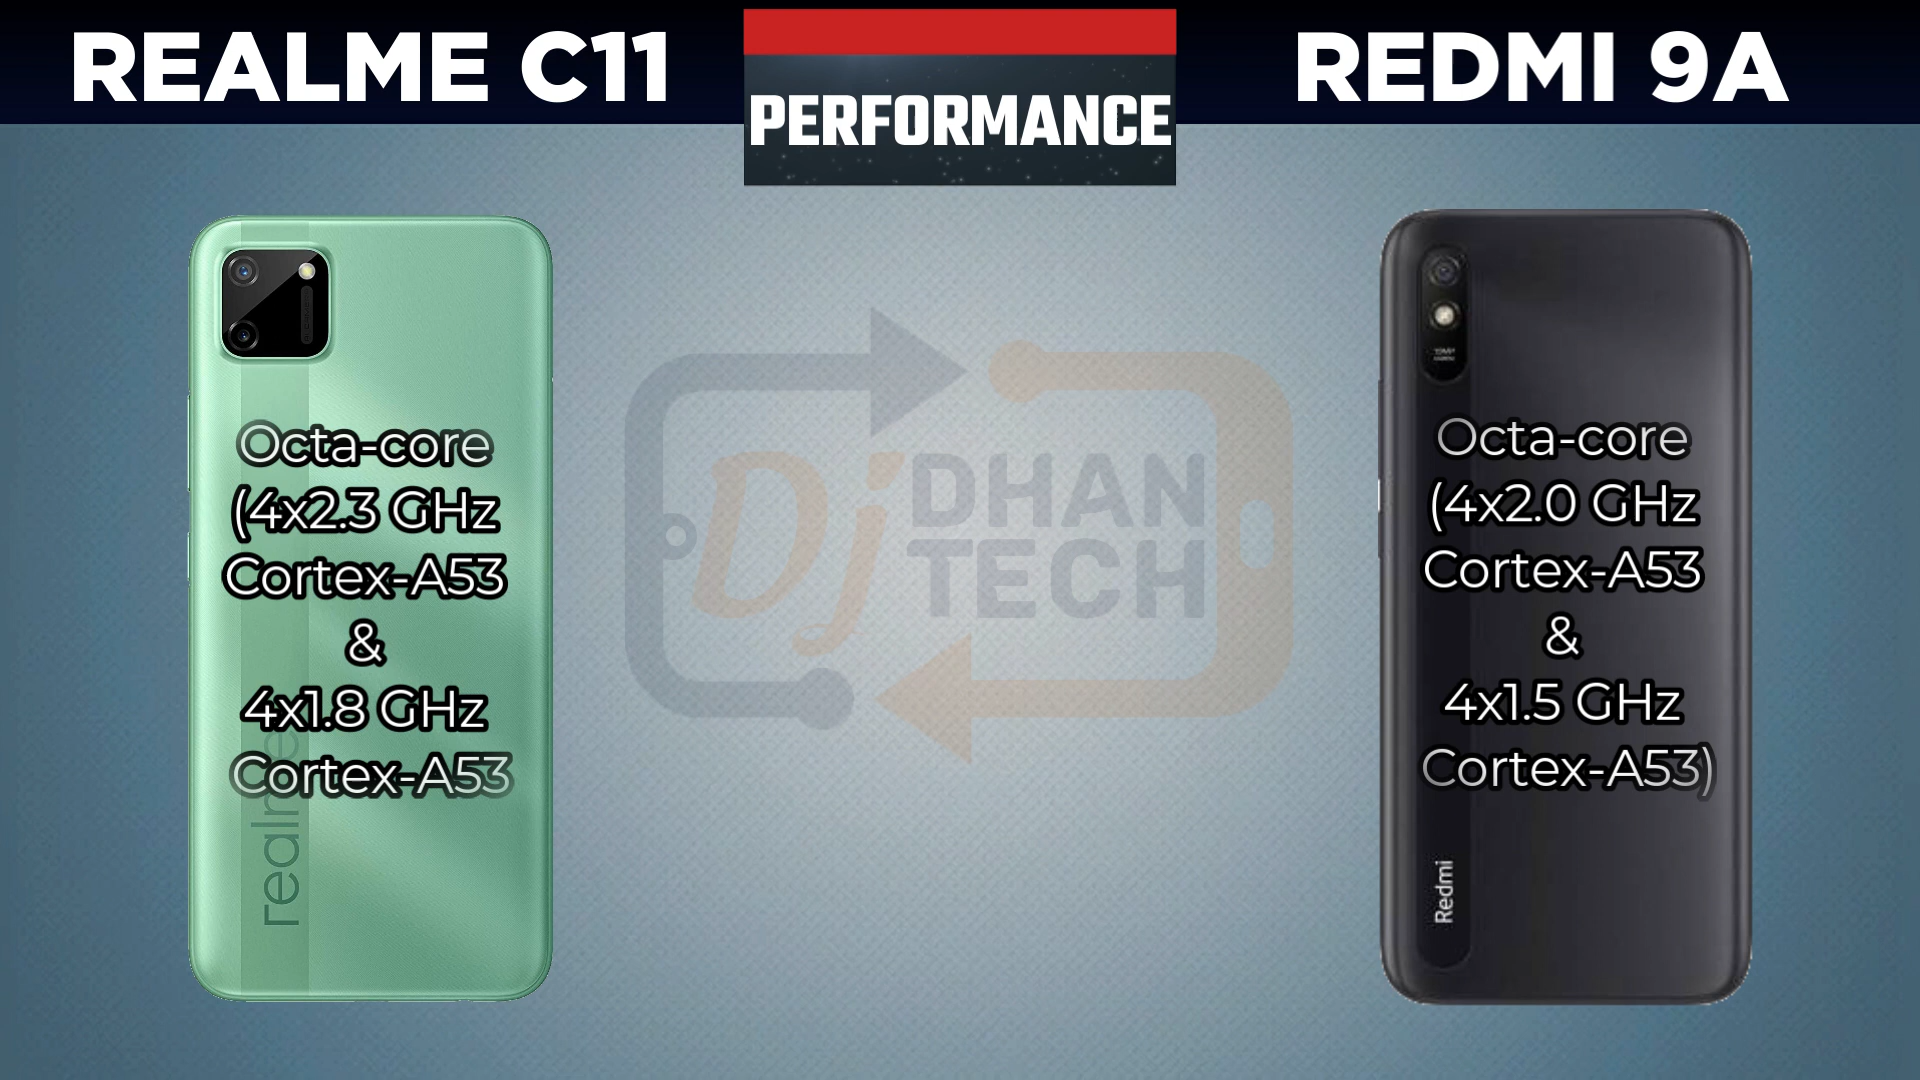 REALME C11
PERFORMANCE
REDMI 9A
Octa-core
(4x2.3 GHz
Cortex-A53
&
4x1.8 GHz
Cortex-A53
realme
Dj DHAN
TECH
Octa-core
(4x2.0 GHz
Cortex-A53
&
4x1.5 GHz
Cortex-A53)
Redmi